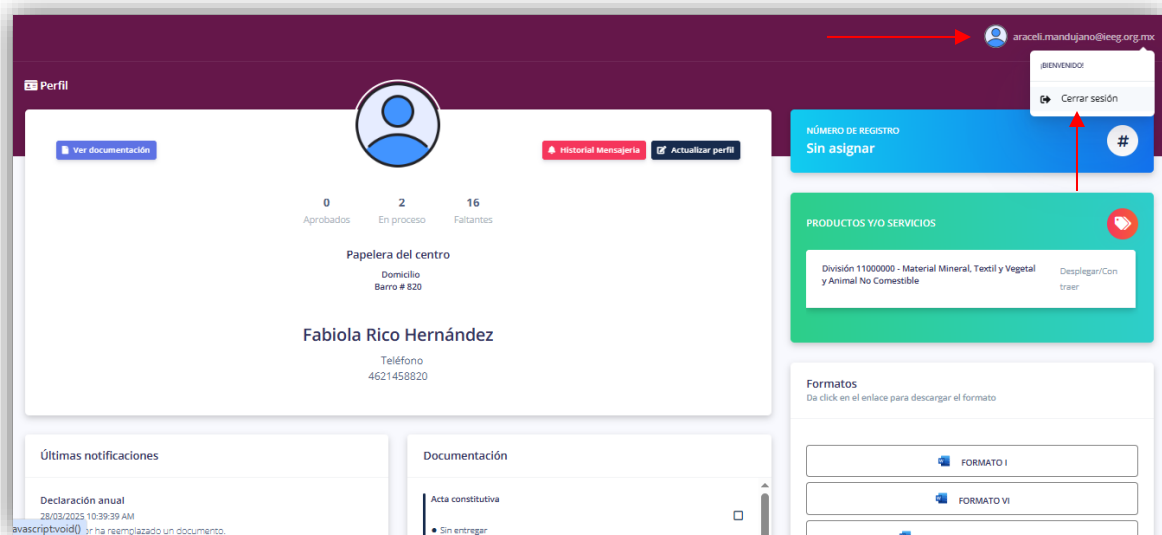 araceli.mandujano@ieeg.org.mx
¡BIENVENIDO!
Cerrar sesión
Perfil
Ver documentación
Historial Mensajeria
Actualizar perfil
0
Aprobados
2
En proceso
16
Faltantes
Papelera del centro
Domicilio
Barro # 820
Fabiola Rico Hernández
Teléfono
4621458820
NÚMERO DE REGISTRO
Sin asignar
#
PRODUCTOS Y/O SERVICIOS
División 11000000 - Material Mineral, Textil y Vegetal
y Animal No Comestible
Desplegar/Con
traer
Formatos
Da click en el enlace para descargar el formato
FORMATO I
FORMATO VI
Últimas notificaciones
Declaración anual
28/03/2025 10:39:39 AM
ha reemplazado un documento.
avascript:void()
Documentación
Acta constitutiva
• Sin entregar